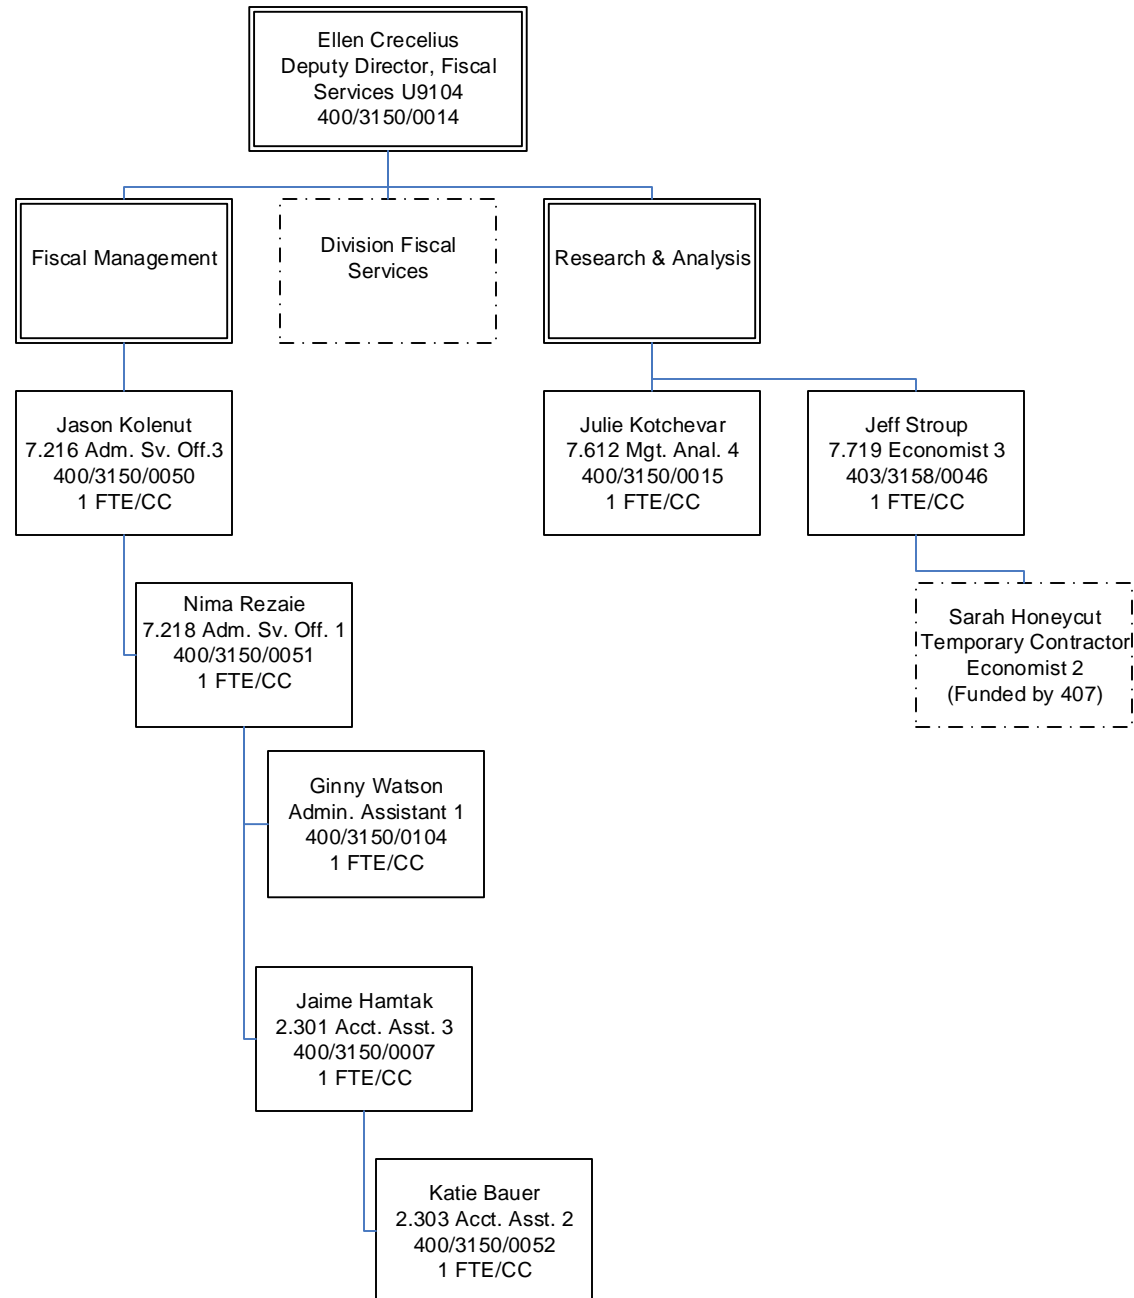 Ellen Crecelius
Deputy Director, Fiscal
Services U9104
400/3150/0014
Fiscal Management
Division Fiscal
Services
Research & Analysis
Jason Kolenut
7.216 Adm. Sv. Off.3
400/3150/0050
1 FTE/CC
Julie Kotchevar
7.612 Mgt. Anal. 4
400/3150/0015
1 FTE/CC
Jeff Stroup
7.719 Economist 3
403/3158/0046
1 FTE/CC
Nima Rezaie
7.218 Adm. Sv. Off. 1
400/3150/0051
1 FTE/CC
Sarah Honeycut
Temporary Contractor
Economist 2
(Funded by 407)
Ginny Watson
Admin. Assistant 1
400/3150/0104
1 FTE/CC
Jaime Hamtak
2.301 Acct. Asst. 3
400/3150/0007
1 FTE/CC
Katie Bauer
2.303 Acct. Asst. 2
400/3150/0052
1 FTE/CC